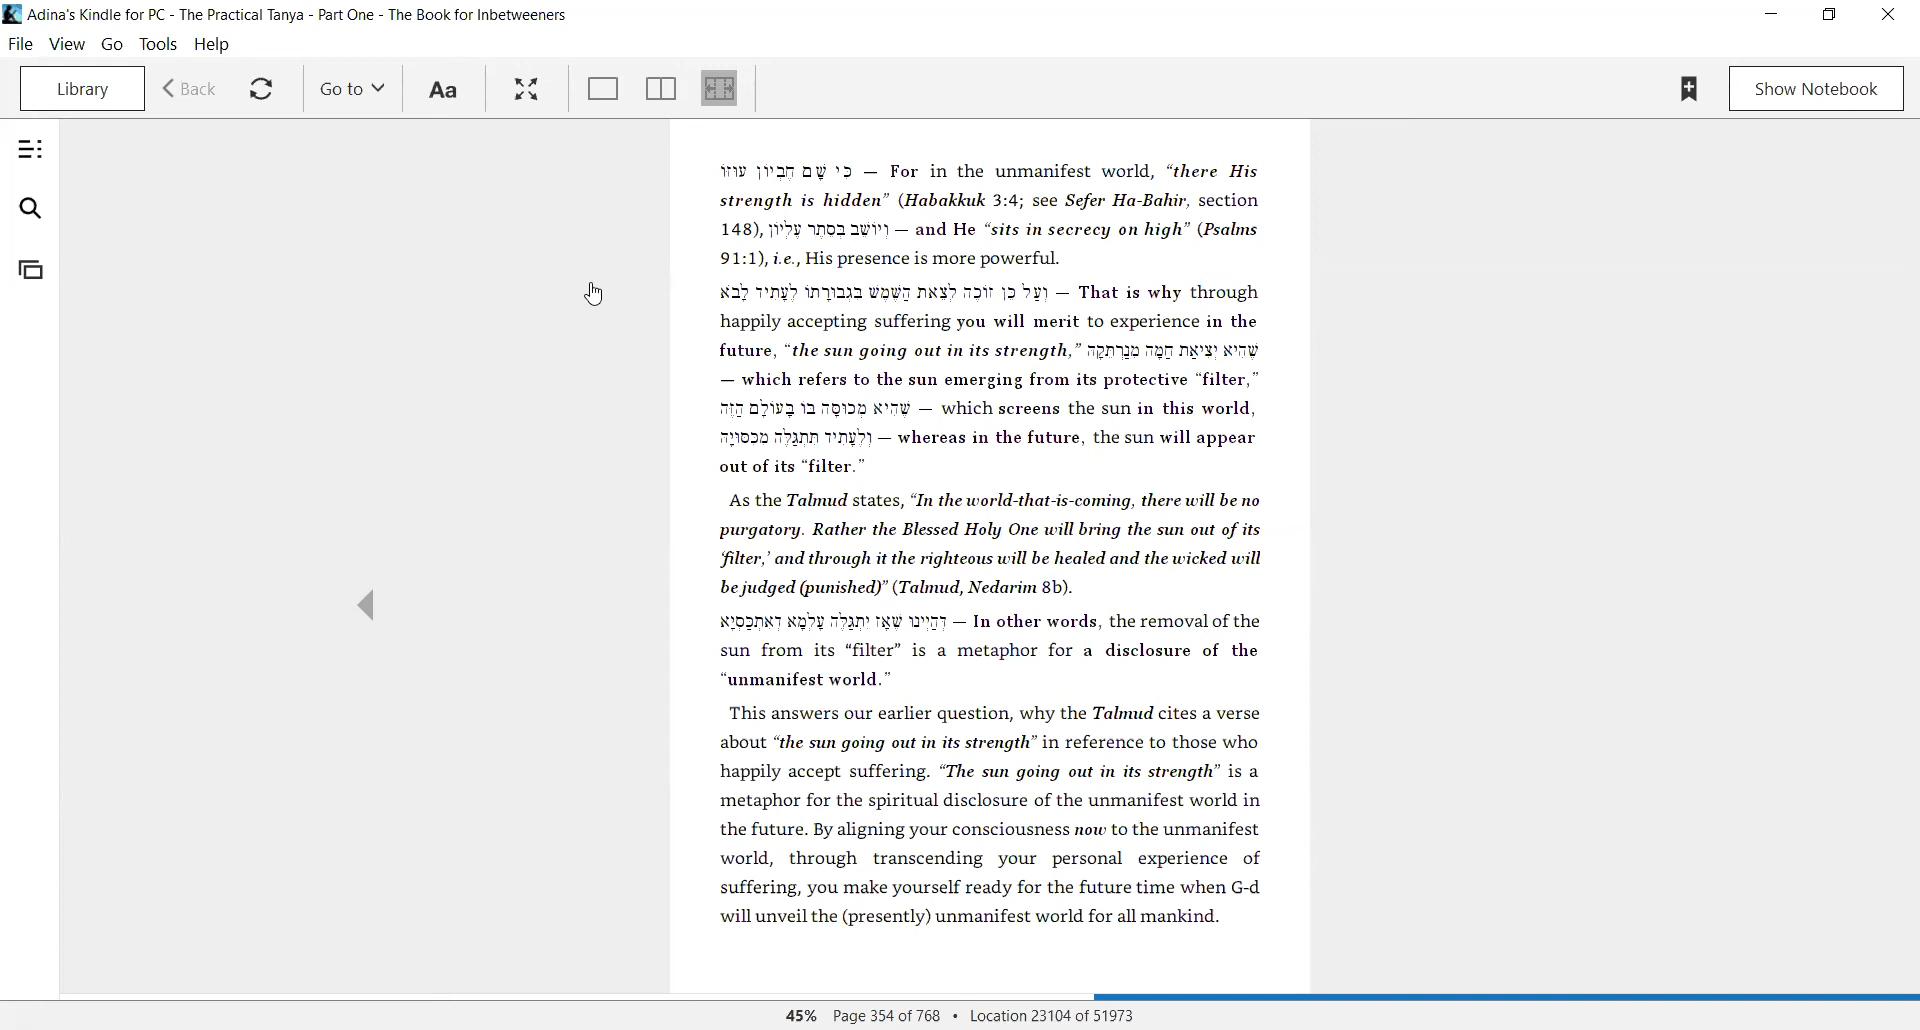 Adina's Kindle for PC - The Practical Tanya - Part One - The Book for Inbetweeners
File View Go Tools Help
Library Back Go to Aa Show Notebook
כִּי שָׁם חֶבְיוֹן עוּזּוֹ — For in the unmanifest world, “there His
strength is hidden” (Habakkuk 3:4; see Sefer Ha-Bahir, section
148), וְיוֹשֵׁב בְּסֵתֶר עֶלְיוֹן — and He “sits in secrecy on high” (Psalms
91:1), i.e., His presence is more powerful.
וְעַל כֵּן זוֹכֶה לְצֵאת הַשֶּׁמֶשׁ בִּגְבוּרָתוֹ לֶעָתִיד לָבֹא — That is why through
happily accepting suffering you will merit to experience in the
future, “the sun going out in its strength,” שֶׁהִיא יְצִיאַת חַמָּה מִנַּרְתְּקָהּ
— which refers to the sun emerging from its protective “filter,”
שֶׁהִיא מְכוּסָּה בּוֹ בָּעוֹלָם הַזֶּה — which screens the sun in this world,
וְלֶעָתִיד תִּתְגַּלֶּה מִכִּסּוּיָהּ — whereas in the future, the sun will appear
out of its “filter.”
As the Talmud states, “In the world-that-is-coming, there will be no
purgatory. Rather the Blessed Holy One will bring the sun out of its
‘filter,’ and through it the righteous will be healed and the wicked will
be judged (punished)” (Talmud, Nedarim 8b).
דְּהַיְינוּ שֶׁאָז יִתְגַּלֶּה עָלְמָא דְּאִתְכַּסְיָא — In other words, the removal of the
sun from its “filter” is a metaphor for a disclosure of the
“unmanifest world.”
This answers our earlier question, why the Talmud cites a verse
about “the sun going out in its strength” in reference to those who
happily accept suffering. “The sun going out in its strength” is a
metaphor for the spiritual disclosure of the unmanifest world in
the future. By aligning your consciousness now to the unmanifest
world, through transcending your personal experience of
suffering, you make yourself ready for the future time when G-d
will unveil the (presently) unmanifest world for all mankind.
45% Page 354 of 768 • Location 23104 of 51973